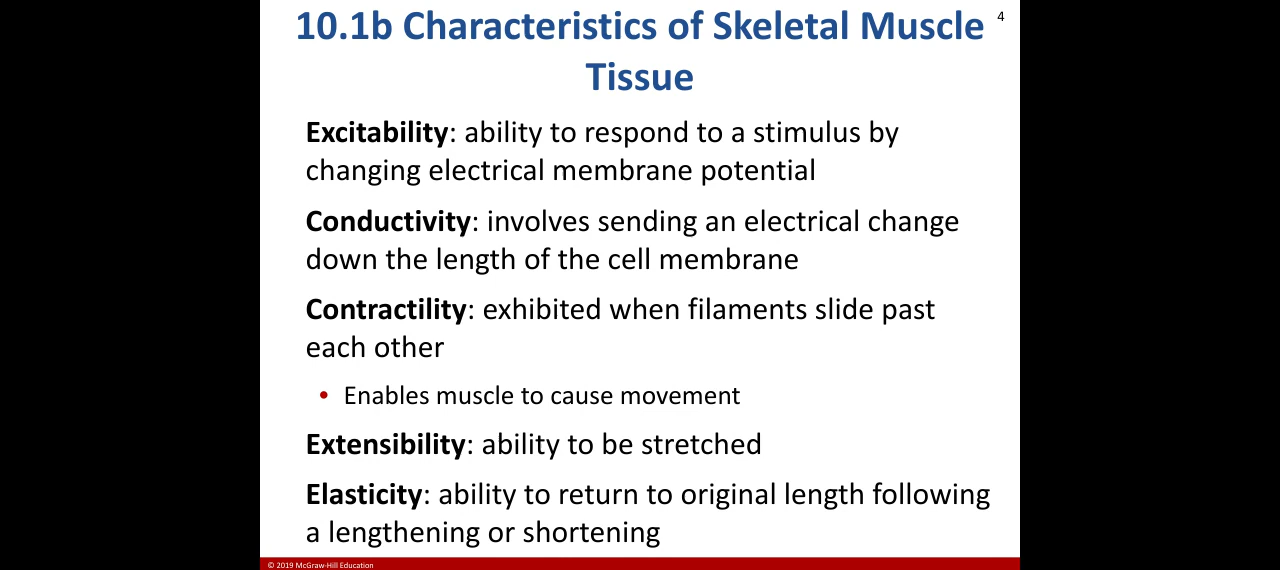 10.1b Characteristics of Skeletal Muscle
Tissue
4
Excitability: ability to respond to a stimulus by
changing electrical membrane potential
Conductivity: involves sending an electrical change
down the length of the cell membrane
Contractility: exhibited when filaments slide past
each other
• Enables muscle to cause movement
Extensibility: ability to be stretched
Elasticity: ability to return to original length following
a lengthening or shortening
© 2019 McGraw-Hill Education